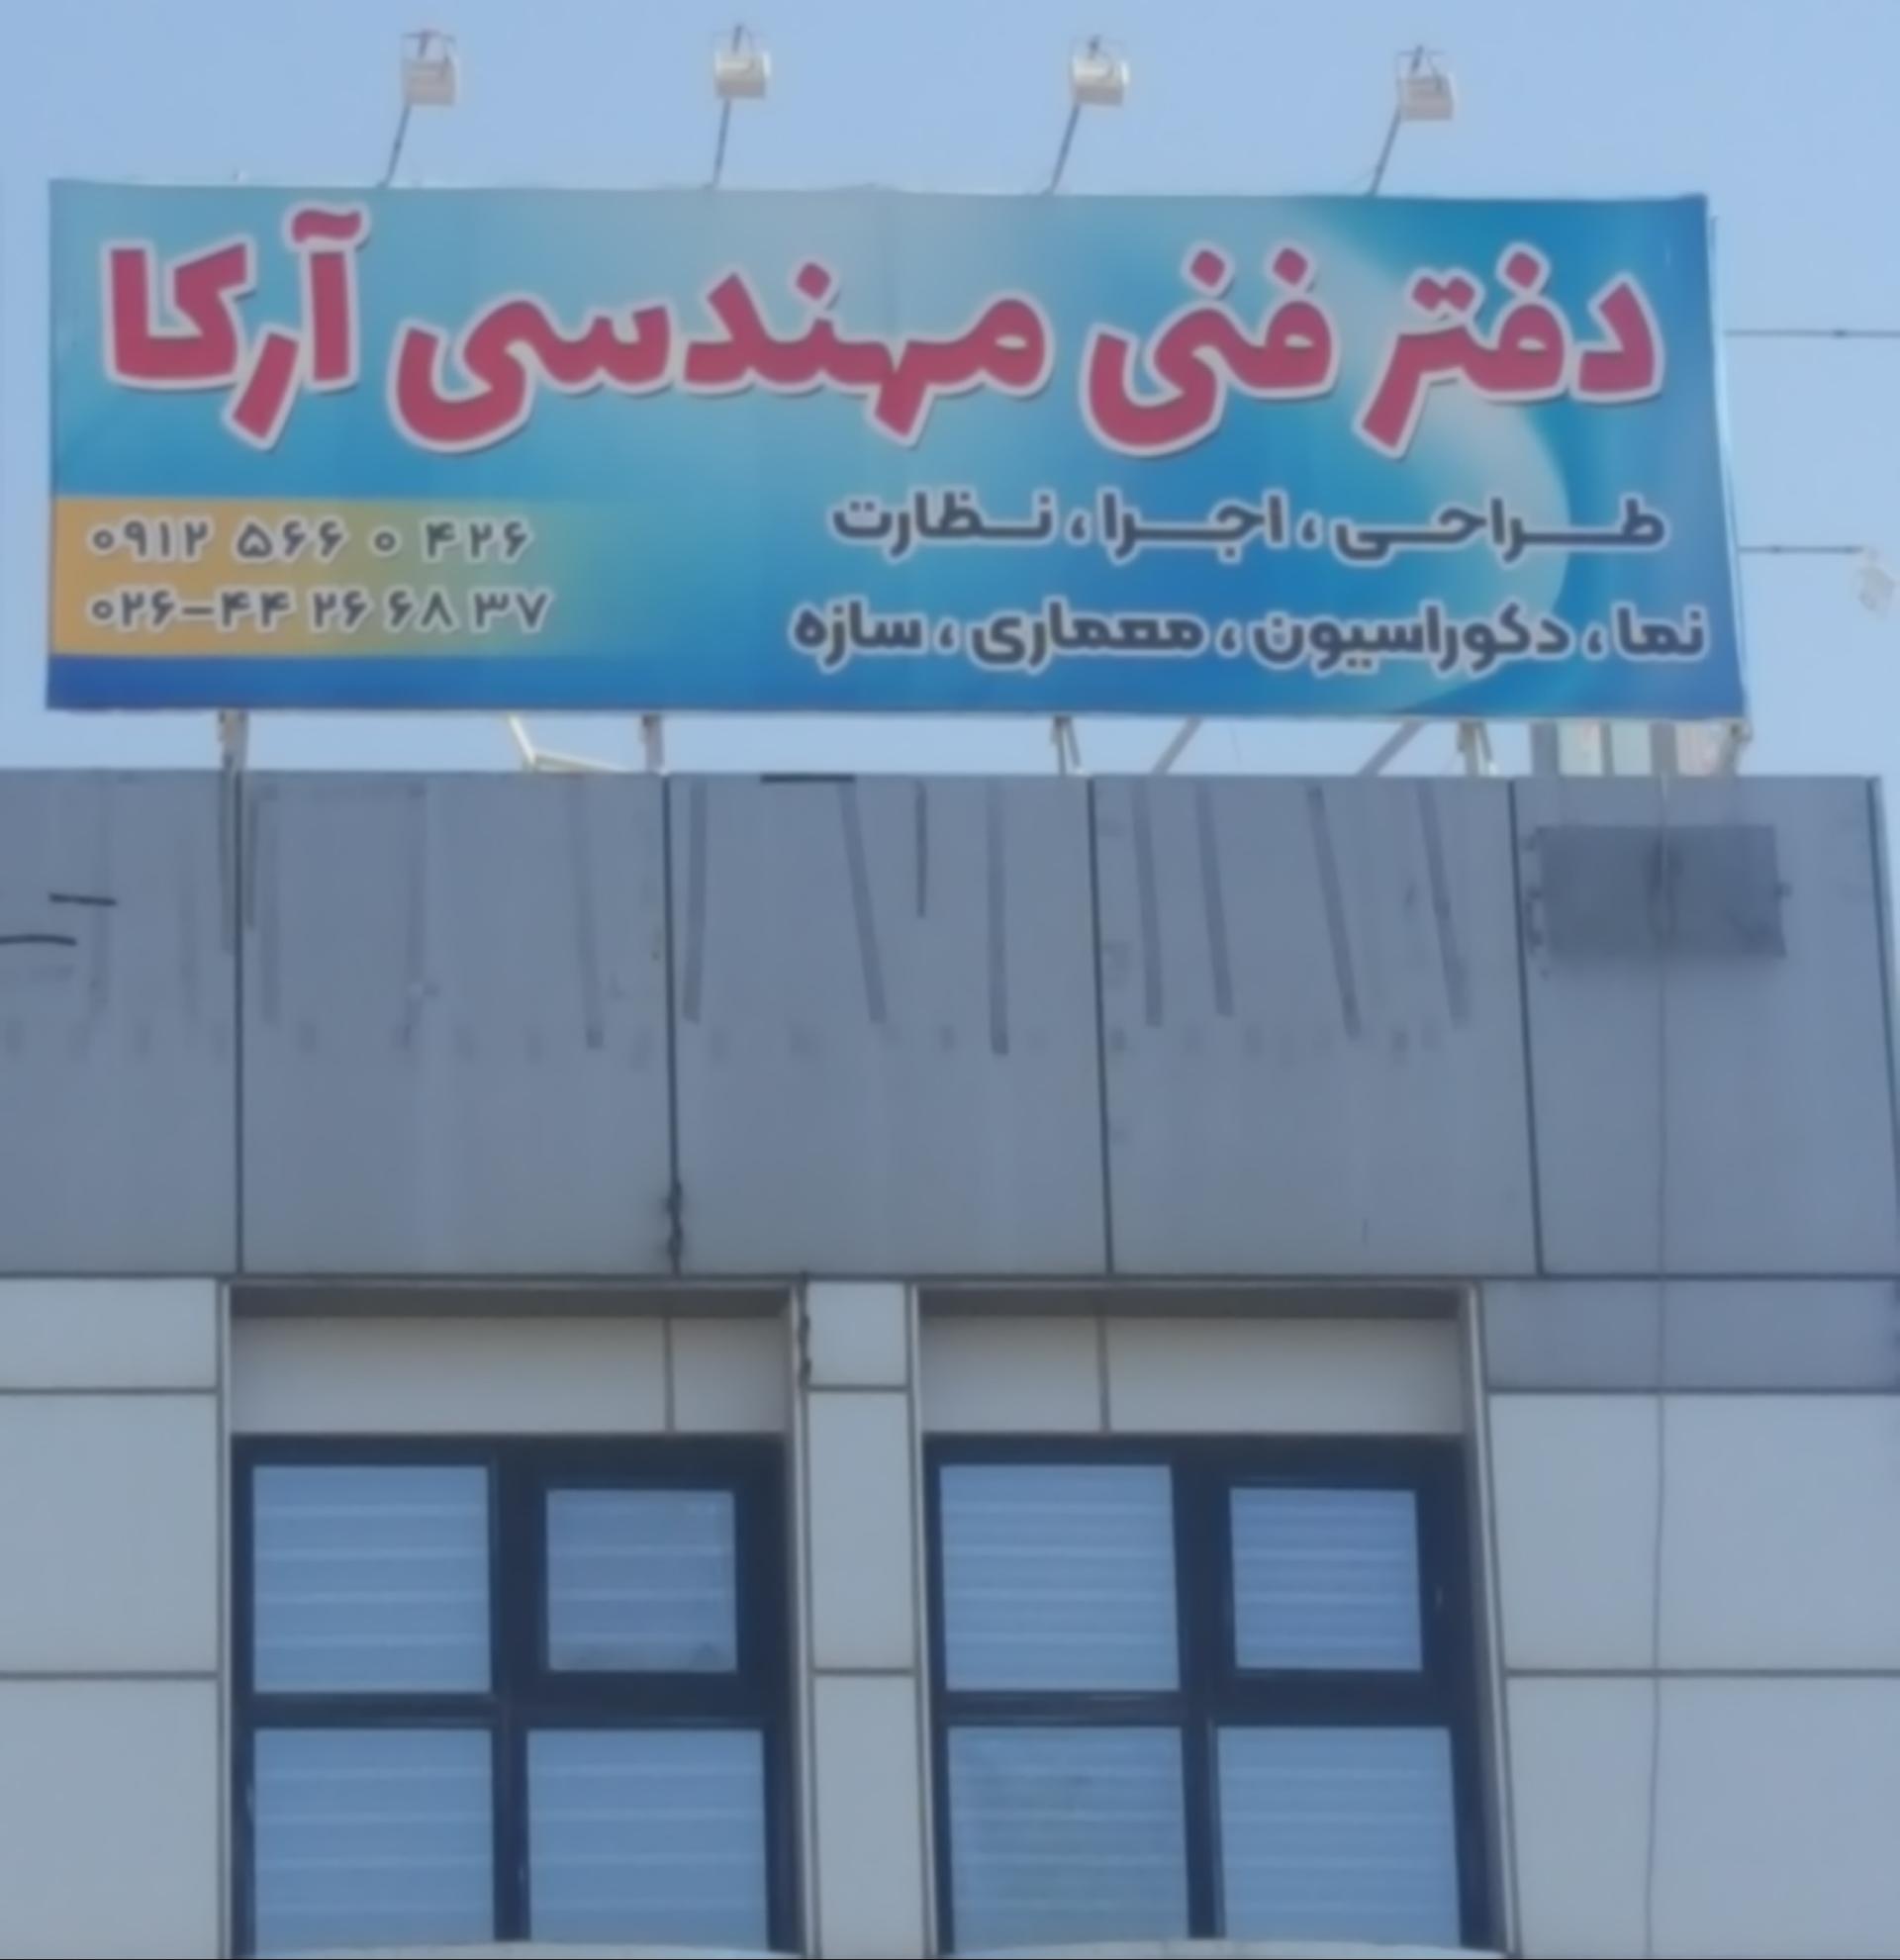 دفتر فنی مهندسی آرکا
طراحی ، اجرا ، نظارت
نما ، دکوراسیون ، معماری ، سازه
۰۹۱۲ ۵۶۶ ۰ ۴۲۶
۰۲۶-۴۴ ۲۶ ۶۸ ۳۷